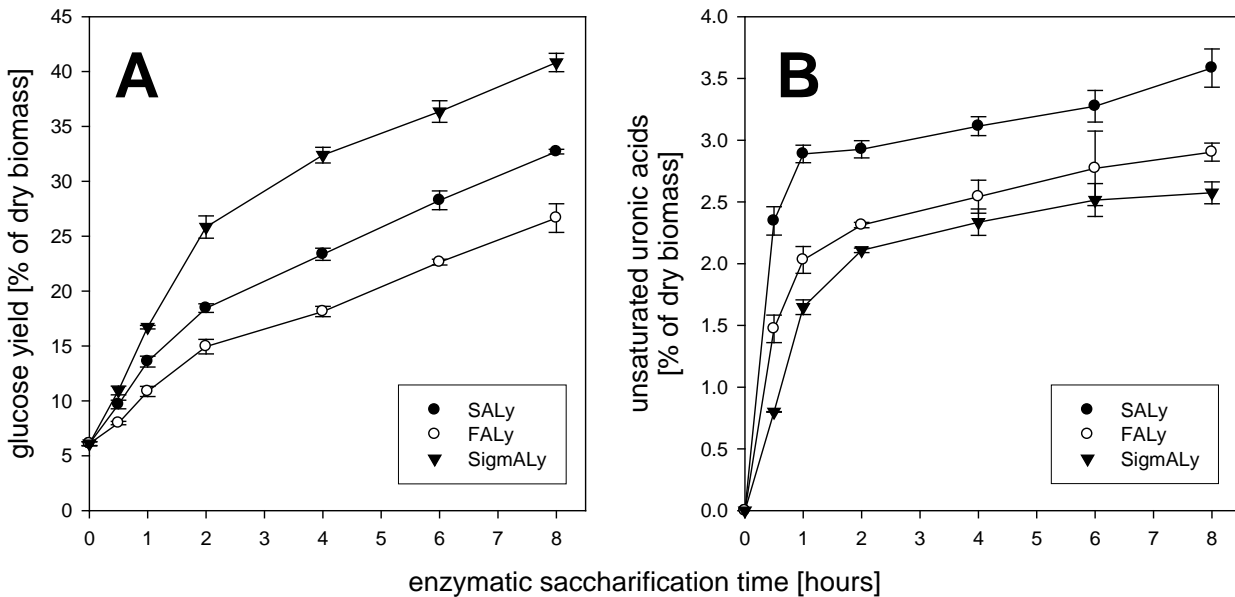 A
glucose yield [% of dry biomass]
45
40
35
30
25
20
15
10
5
0
0 1 2 3 4 5 6 7 8
SALy
FALy
SigmALy
B
unsaturated uronic acids
[% of dry biomass]
4.0
3.5
3.0
2.5
2.0
1.5
1.0
0.5
0.0
0 1 2 3 4 5 6 7 8
SALy
FALy
SigmALy
enzymatic saccharification time [hours]